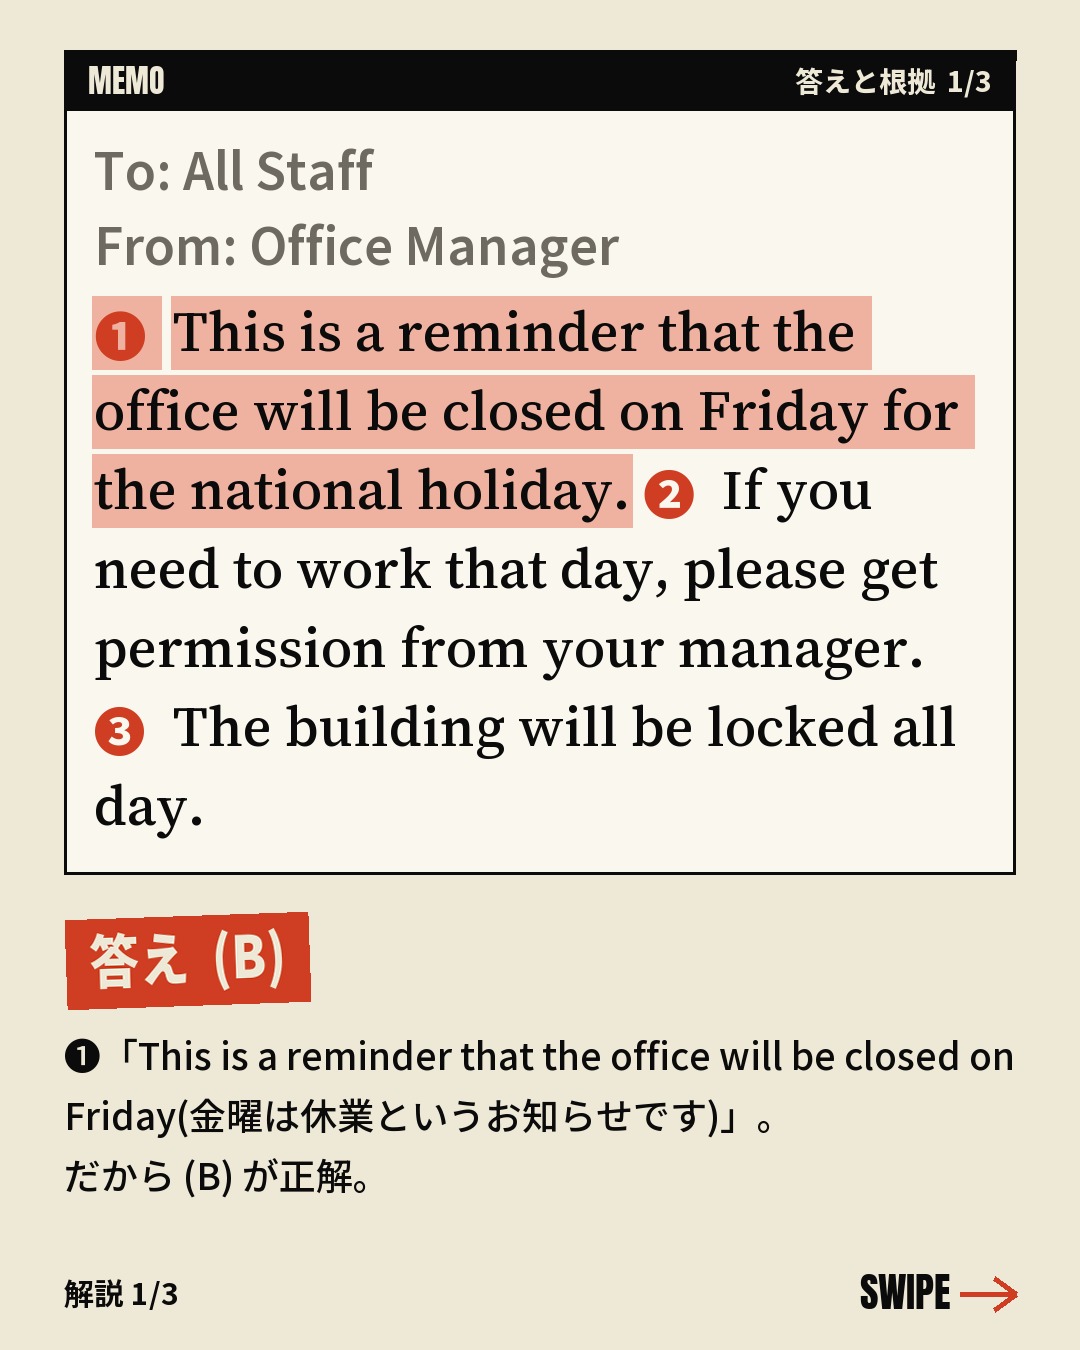 MEMO
答えと根拠 1/3
To: All Staff
From: Office Manager
❶ This is a reminder that the
office will be closed on Friday for
the national holiday. ❷ If you
need to work that day, please get
permission from your manager.
❸ The building will be locked all
day.
答え (B)
❶「This is a reminder that the office will be closed on
Friday(金曜は休業というお知らせです)」。
だから (B) が正解。
解説 1/3
SWIPE →